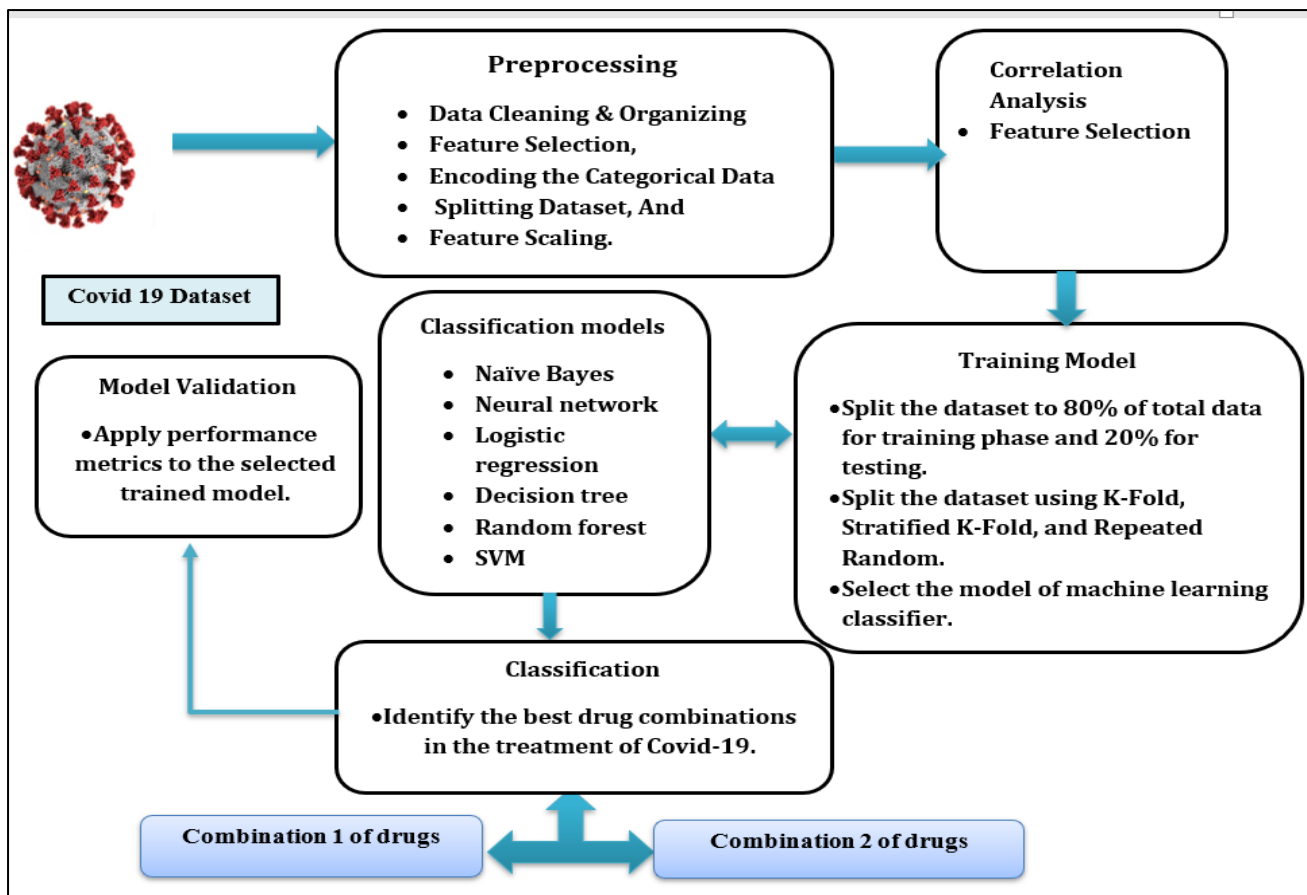 Preprocessing
• Data Cleaning & Organizing
• Feature Selection,
• Encoding the Categorical Data
• Splitting Dataset, And
• Feature Scaling.
Correlation
Analysis
• Feature Selection
Covid 19 Dataset
Classification models
• Naïve Bayes
• Neural network
• Logistic
regression
• Decision tree
• Random forest
• SVM
Training Model
•Split the dataset to 80% of total data
for training phase and 20% for
testing.
•Split the dataset using K-Fold,
Stratified K-Fold, and Repeated
Random.
•Select the model of machine learning
classifier.
Model Validation
•Apply performance
metrics to the selected
trained model.
Classification
•Identify the best drug combinations
in the treatment of Covid-19.
Combination 1 of drugs
Combination 2 of drugs